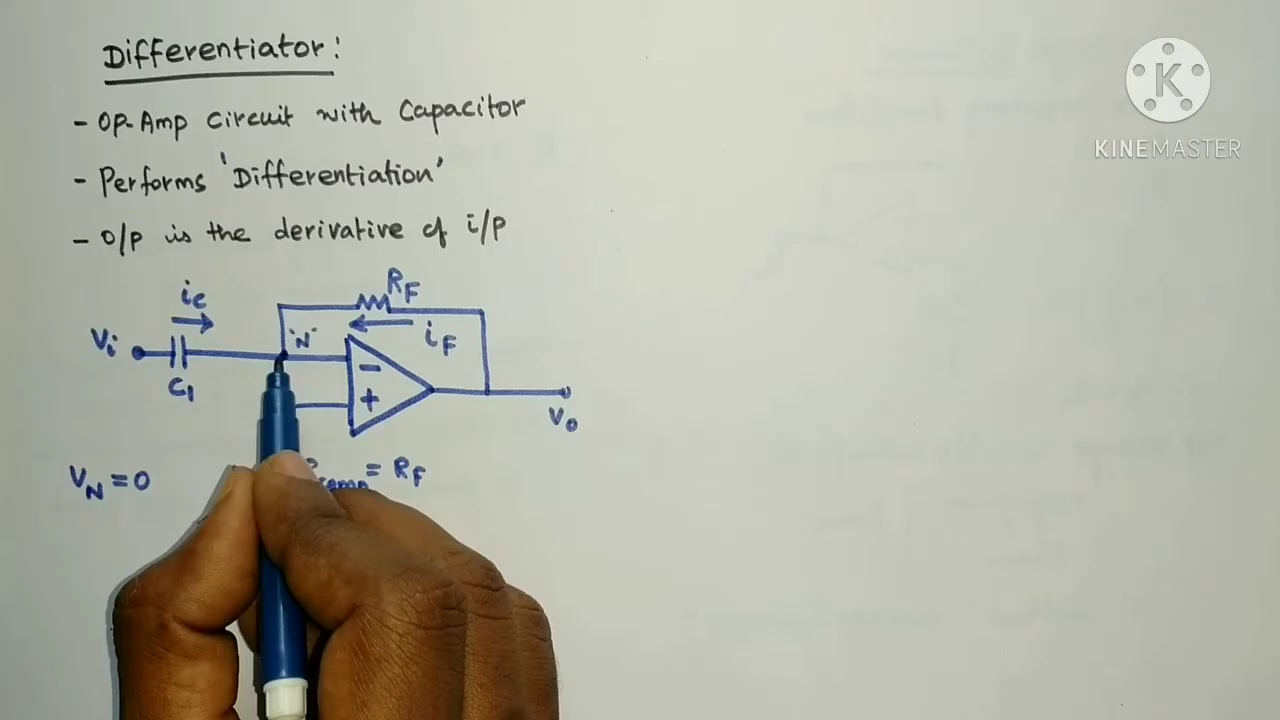 Differentiator:
- Op-Amp circuit with Capacitor
- Performs 'Differentiation'
- O/p is the derivative of i/p
RF
ic
Vi
'N'
iF
C1
-
+
Vo
VN = 0
= RF
K
KINEMASTER